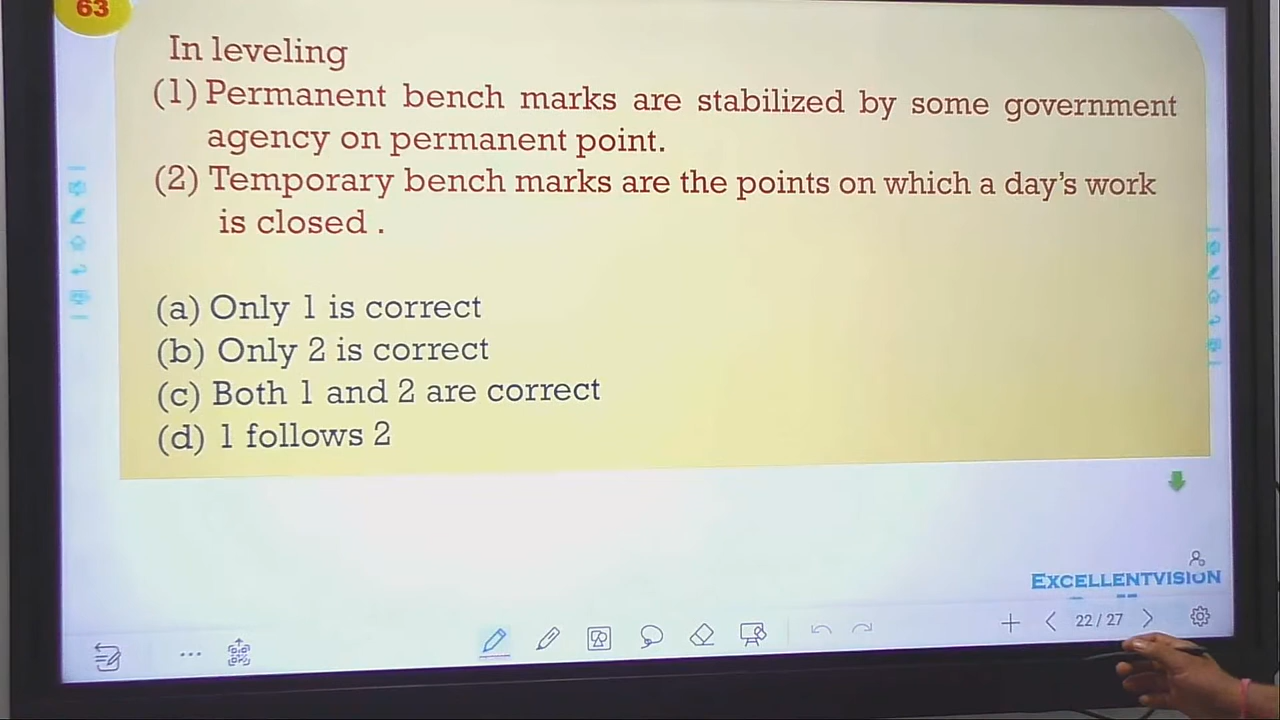 63
In leveling
(1) Permanent bench marks are stabilized by some government
agency on permanent point.
(2) Temporary bench marks are the points on which a day's work
is closed .
(a) Only 1 is correct
(b) Only 2 is correct
(c) Both 1 and 2 are correct
(d) 1 follows 2
EXCELLENTVISION
22 / 27